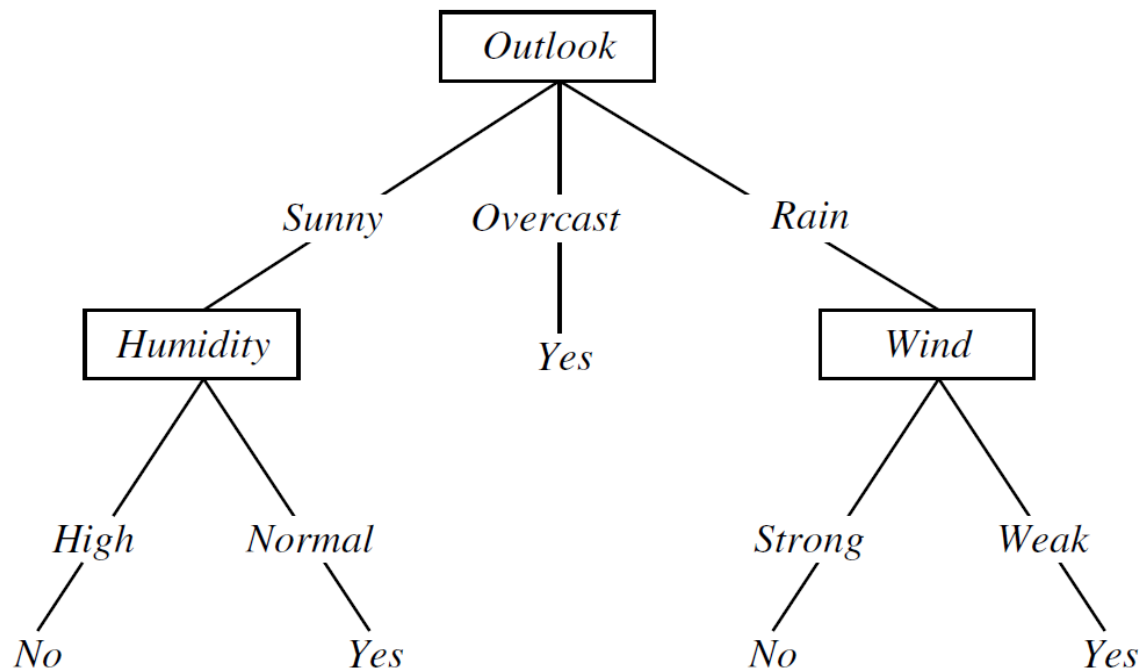 Outlook
Sunny Overcast Rain
Humidity Yes Wind
High Normal Strong Weak
No Yes No Yes